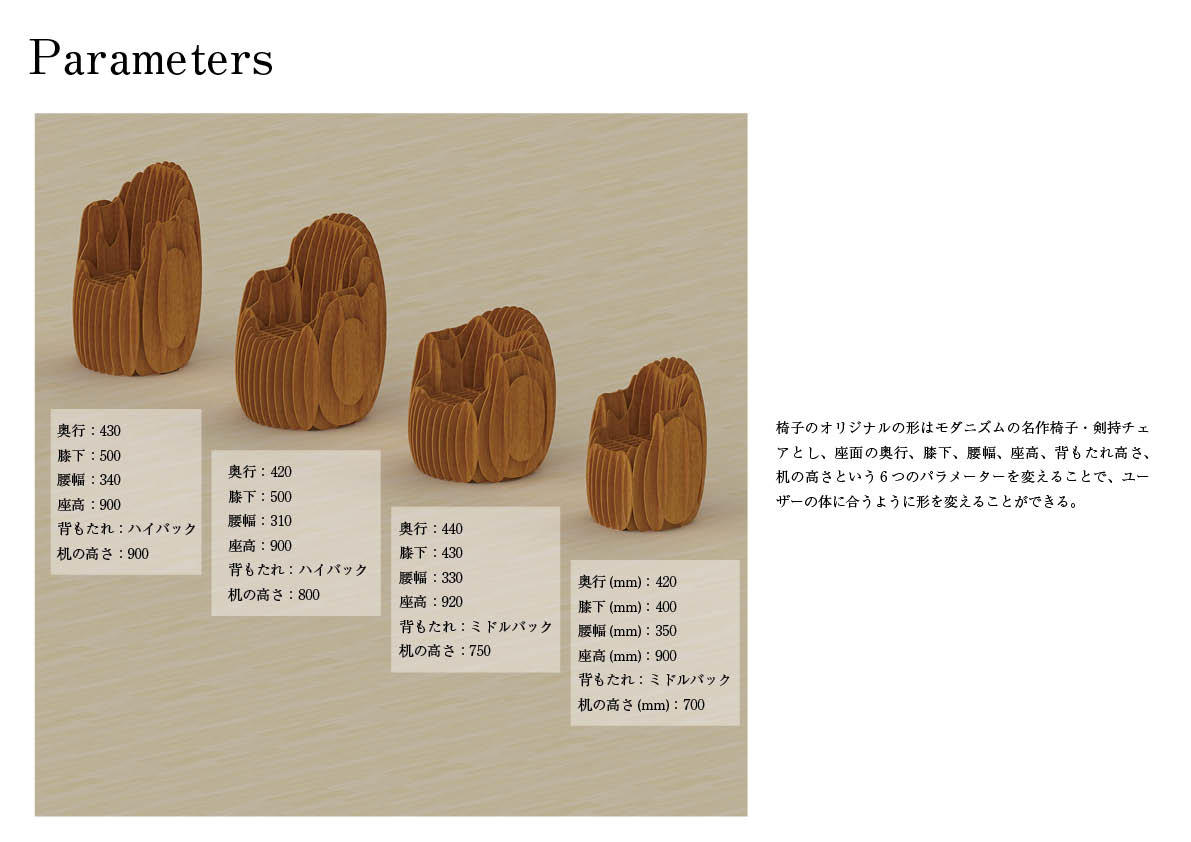 Parameters
奥行：430
膝下：500
腰幅：340
座高：900
背もたれ：ハイバック
机の高さ：900
奥行：420
膝下：500
腰幅：310
座高：900
背もたれ：ハイバック
机の高さ：800
奥行：440
膝下：430
腰幅：330
座高：920
背もたれ：ミドルバック
机の高さ：750
奥行 (mm)：420
膝下 (mm)：400
腰幅 (mm)：350
座高 (mm)：900
背もたれ：ミドルバック
机の高さ (mm)：700
椅子のオリジナルの形はモダニズムの名作椅子・剣持チェ
アとし、座面の奥行、膝下、腰幅、座高、背もたれ高さ、
机の高さという６つのパラメーターを変えることで、ユー
ザーの体に合うように形を変えることができる。